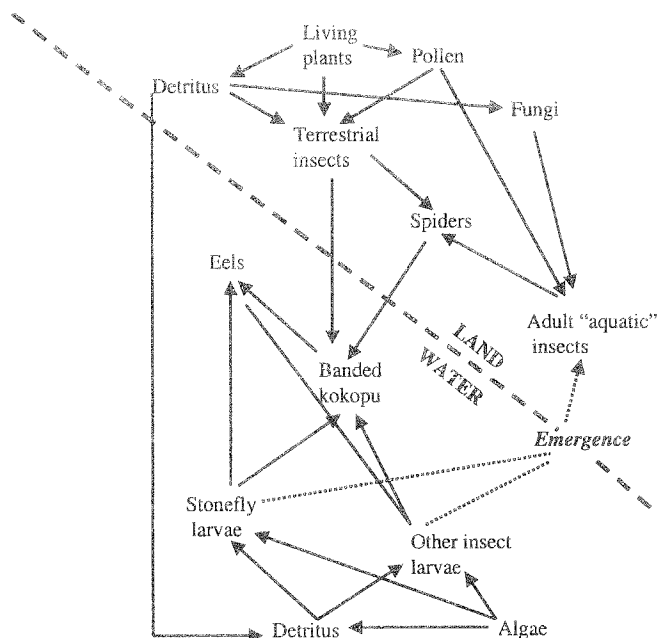 Living
plants
Pollen
Detritus
Fungi
Terrestrial
insects
Spiders
Eels
Adult “aquatic”
insects
LAND
WATER
Banded
kokopu
Emergence
Stonefly
larvae
Other insect
larvae
Detritus
Algae